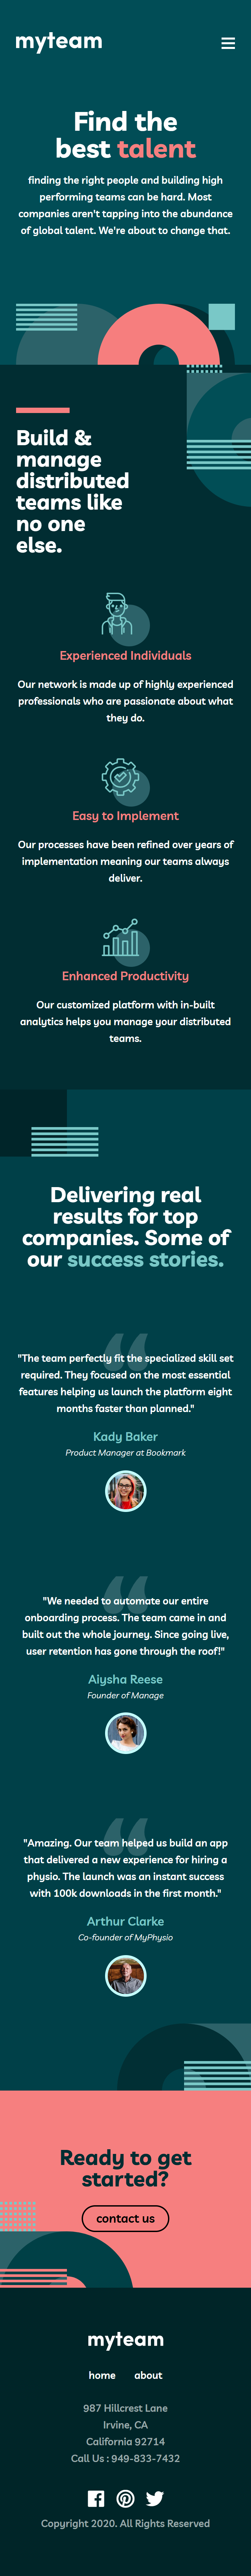 myteam
Find the
best talent
finding the right people and building high
performing teams can be hard. Most
companies aren't tapping into the abundance
of global talent. We're about to change that.
Build &
manage
distributed
teams like
no one
else.
Experienced Individuals
Our network is made up of highly experienced
professionals who are passionate about what
they do.
Easy to Implement
Our processes have been refined over years of
implementation meaning our teams always
deliver.
Enhanced Productivity
Our customized platform with in-built
analytics helps you manage your distributed
teams.
Delivering real
results for top
companies. Some of
our success stories.
"The team perfectly fit the specialized skill set
required. They focused on the most essential
features helping us launch the platform eight
months faster than planned."
Kady Baker
Product Manager at Bookmark
"We needed to automate our entire
onboarding process. The team came in and
built out the whole journey. Since going live,
user retention has gone through the roof!"
Aiysha Reese
Founder of Manage
"Amazing. Our team helped us build an app
that delivered a new experience for hiring a
physio. The launch was an instant success
with 100k downloads in the first month."
Arthur Clarke
Co-founder of MyPhysio
Ready to get
started?
contact us
myteam
home about
987 Hillcrest Lane
Irvine, CA
California 92714
Call Us : 949-833-7432
Copyright 2020. All Rights Reserved